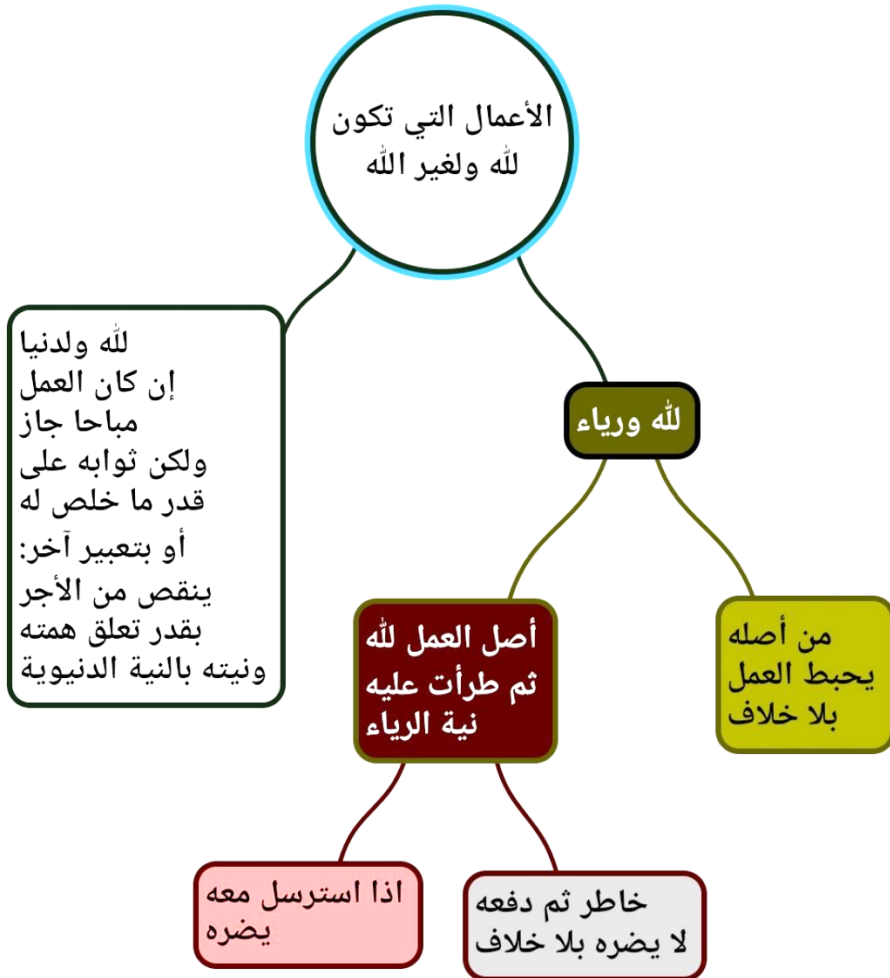 الأعمال التي تكون
لله ولغير الله
لله ورياء
من أصله
يحبط العمل
بلا خلاف
أصل العمل لله
ثم طرأت عليه
نية الرياء
خاطر ثم دفعه
لا يضره بلا خلاف
اذا استرسل معه
يضره
لله ولدنيا
إن كان العمل
مباحا جاز
ولكن ثوابه على
قدر ما خلص له
أو بتعبير آخر:
ينقص من الأجر
بقدر تعلق همته
ونيته بالنية الدنيوية